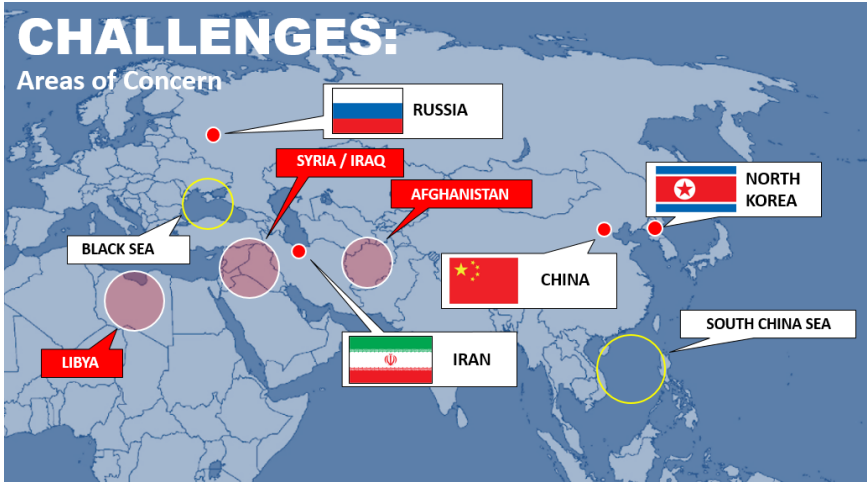 CHALLENGES:
Areas of Concern
RUSSIA
SYRIA / IRAQ
AFGHANISTAN
NORTH
KOREA
BLACK SEA
CHINA
SOUTH CHINA SEA
LIBYA
IRAN